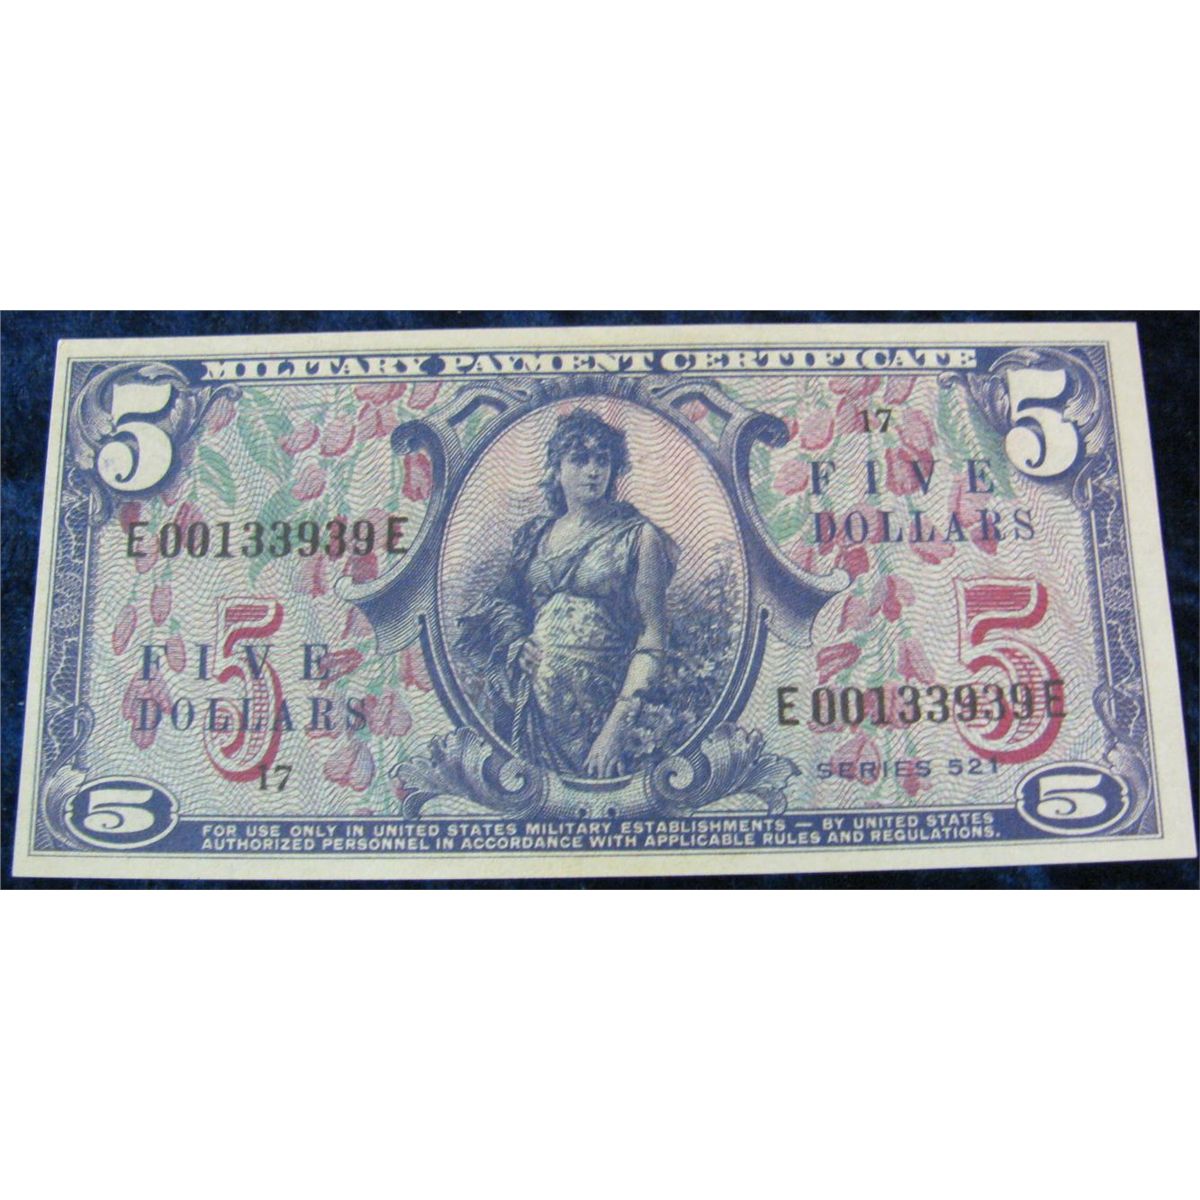 MILITARY PAYMENT CERTIFICATE
5 5
17
FIVE
DOLLARS
E00133939E
5 5
FIVE
DOLLARS
E00133939E
17
SERIES 521
5 5
FOR USE ONLY IN UNITED STATES MILITARY ESTABLISHMENTS — BY UNITED STATES
AUTHORIZED PERSONNEL IN ACCORDANCE WITH APPLICABLE RULES AND REGULATIONS.